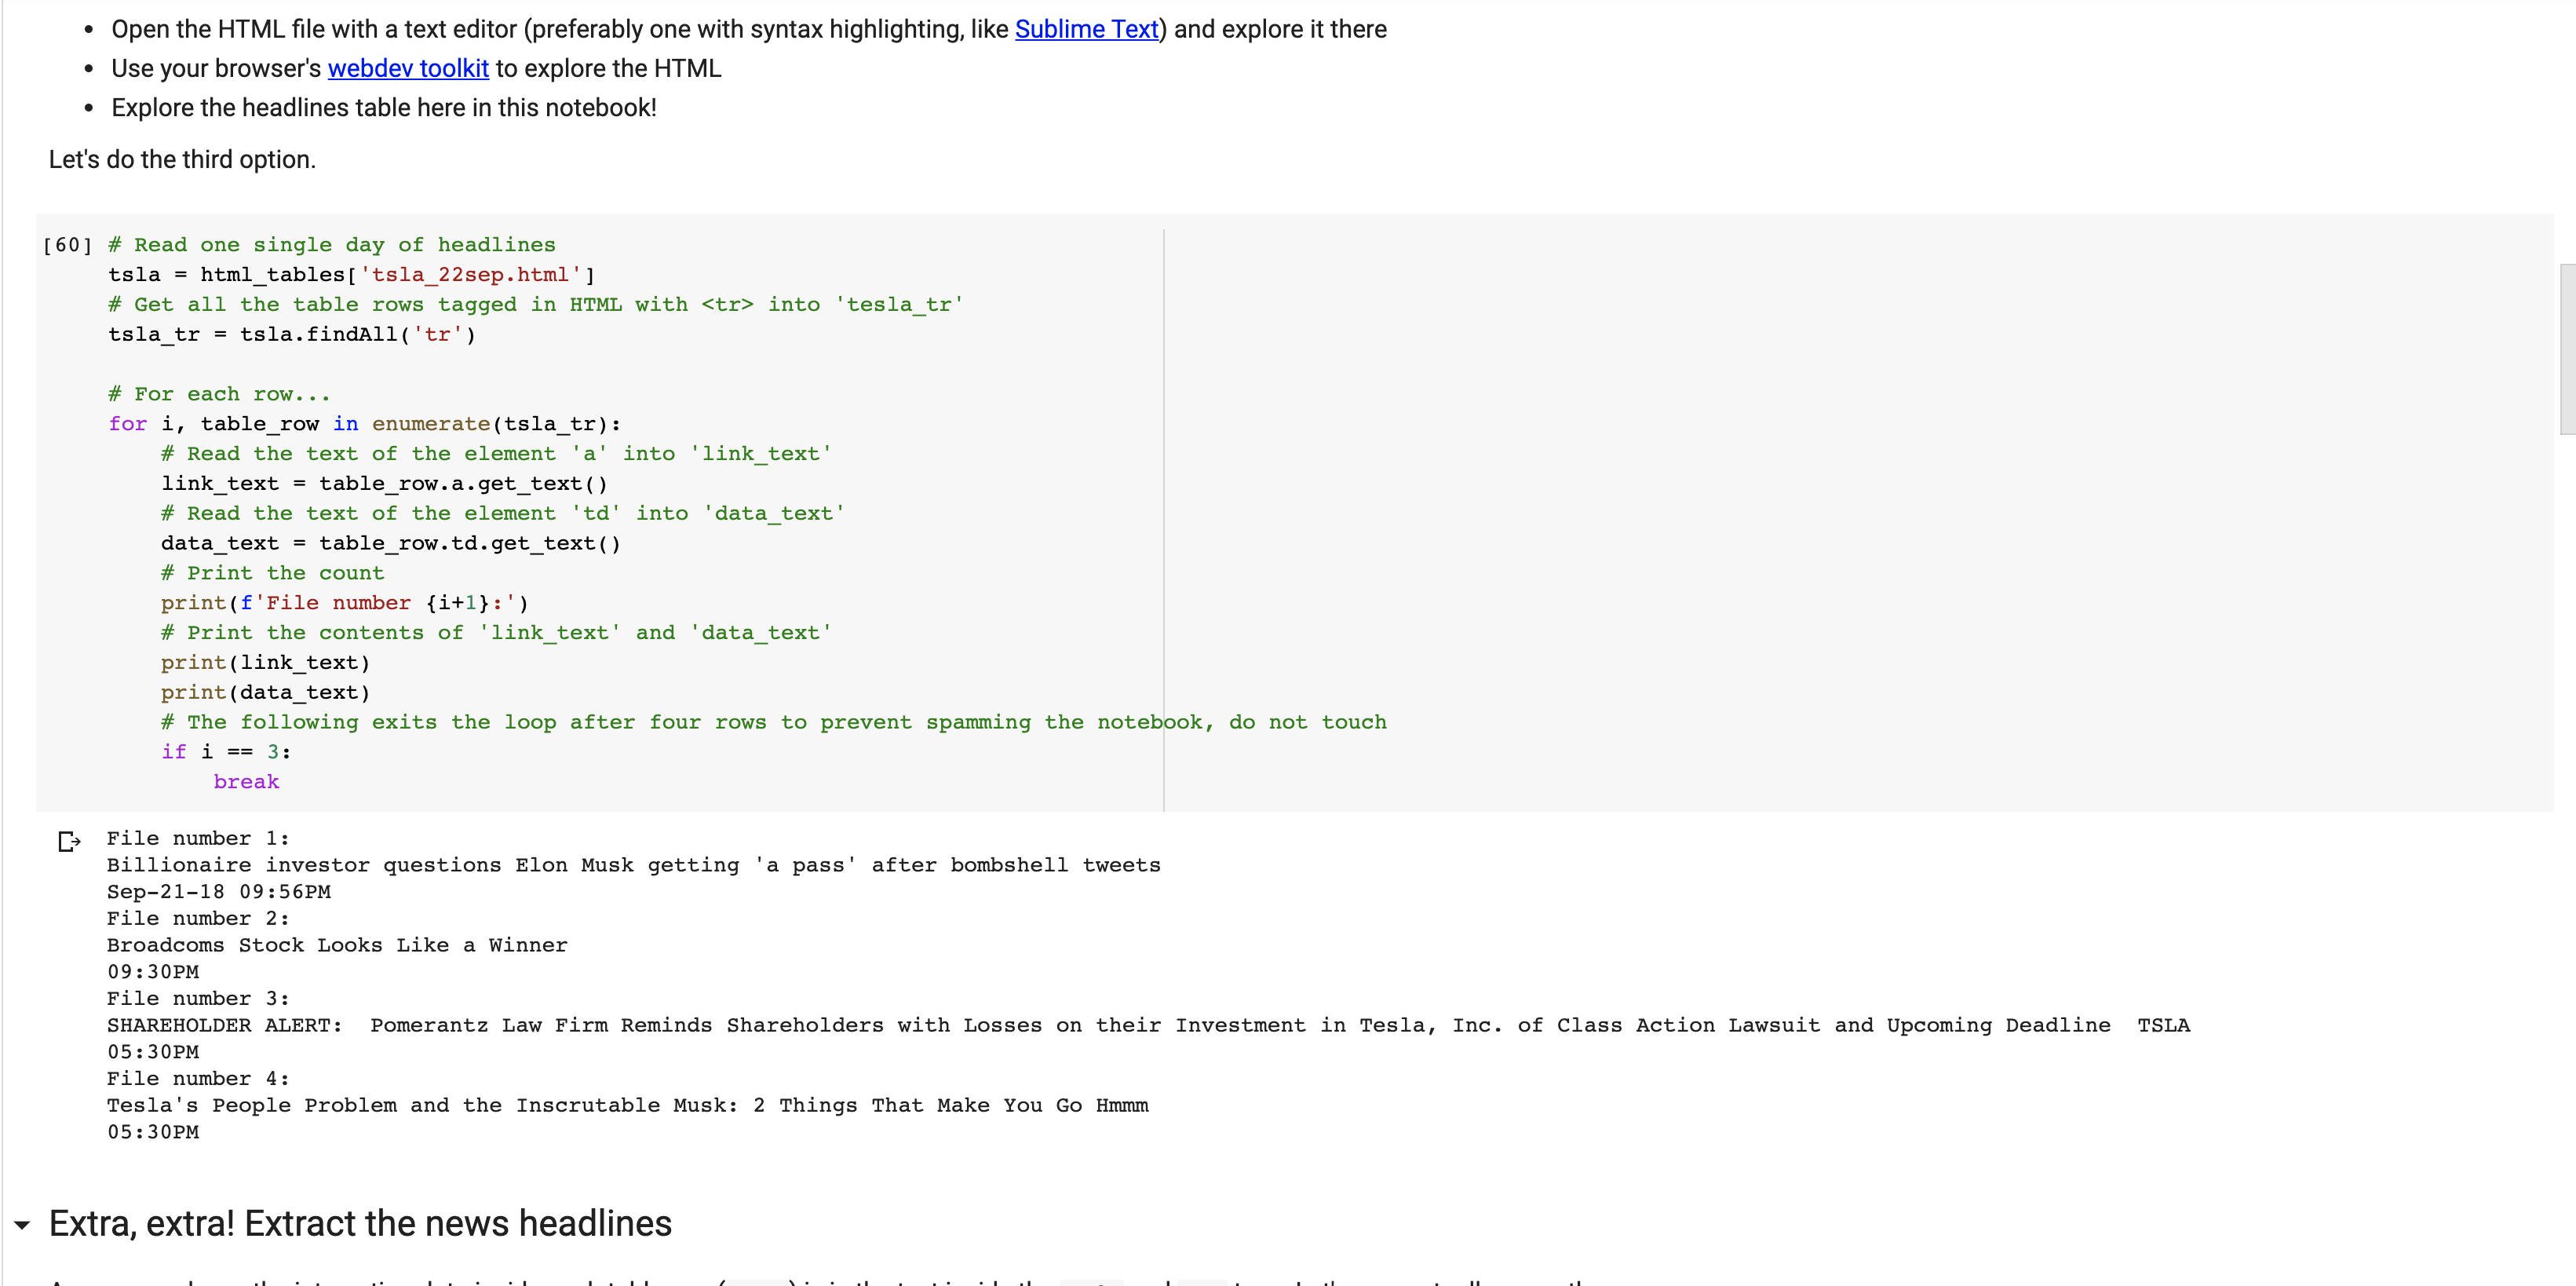 Open the HTML file with a text editor (preferably one with syntax highlighting, like Sublime Text) and explore it there
Use your browser's webdev toolkit to explore the HTML
Explore the headlines table here in this notebook!
Let's do the third option.
[60] # Read one single day of headlines
tsla = html_tables['tsla_22sep.html']
# Get all the table rows tagged in HTML with <tr> into 'tesla_tr'
tsla_tr = tsla.findAll('tr')
# For each row...
for i, table_row in enumerate(tsla_tr):
# Read the text of the element 'a' into 'link_text'
link_text = table_row.a.get_text()
# Read the text of the element 'td' into 'data_text'
data_text = table_row.td.get_text()
# Print the count
print(f'File number {i+1}:')
# Print the contents of 'link_text' and 'data_text'
print(link_text)
print(data_text)
# The following exits the loop after four rows to prevent spamming the notebook, do not touch
if i == 3:
break
File number 1:
Billionaire investor questions Elon Musk getting 'a pass' after bombshell tweets
Sep-21-18 09:56PM
File number 2:
Broadcoms Stock Looks Like a Winner
09:30PM
File number 3:
SHAREHOLDER ALERT:  Pomerantz Law Firm Reminds Shareholders with Losses on their Investment in Tesla, Inc. of Class Action Lawsuit and Upcoming Deadline  TSLA
05:30PM
File number 4:
Tesla's People Problem and the Inscrutable Musk: 2 Things That Make You Go Hmmm
05:30PM
Extra, extra! Extract the news headlines